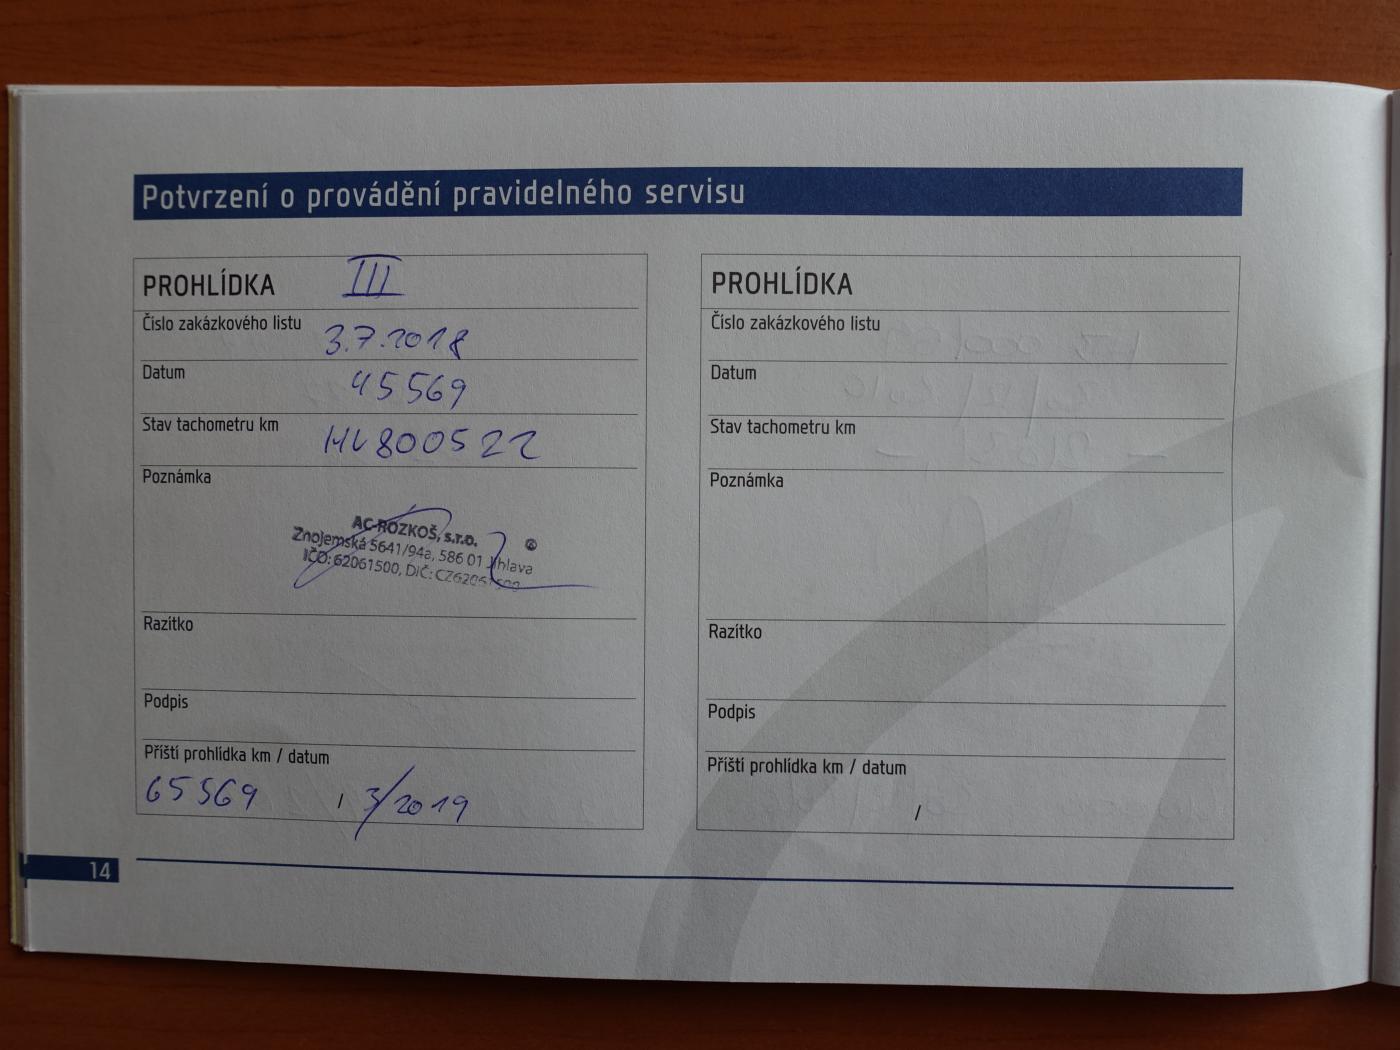 Potvrzení o provádění pravidelného servisu
PROHLÍDKA III
Číslo zakázkového listu 3.7.2018
Datum 45569
Stav tachometru km HV800522
Poznámka
AC-ROZKOŠ, s.r.o.
Znojemská 5641/94a, 586 01 Jihlava
IČO: 62061500, DIČ: CZ62061500
Razítko
Podpis
Příští prohlídka km / datum
65569 / 3/2019
PROHLÍDKA
Číslo zakázkového listu
Datum
Stav tachometru km
Poznámka
Razítko
Podpis
Příští prohlídka km / datum
/
14